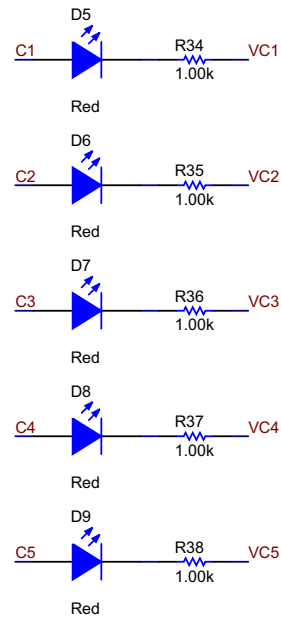 D5
C1 R34 VC1
1.00k
Red
D6
C2 R35 VC2
1.00k
Red
D7
C3 R36 VC3
1.00k
Red
D8
C4 R37 VC4
1.00k
Red
D9
C5 R38 VC5
1.00k
Red